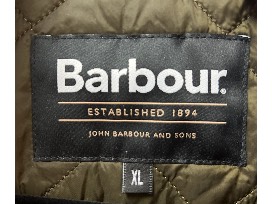 Barbour.
ESTABLISHED 1894
JOHN BARBOUR AND SONS
XL